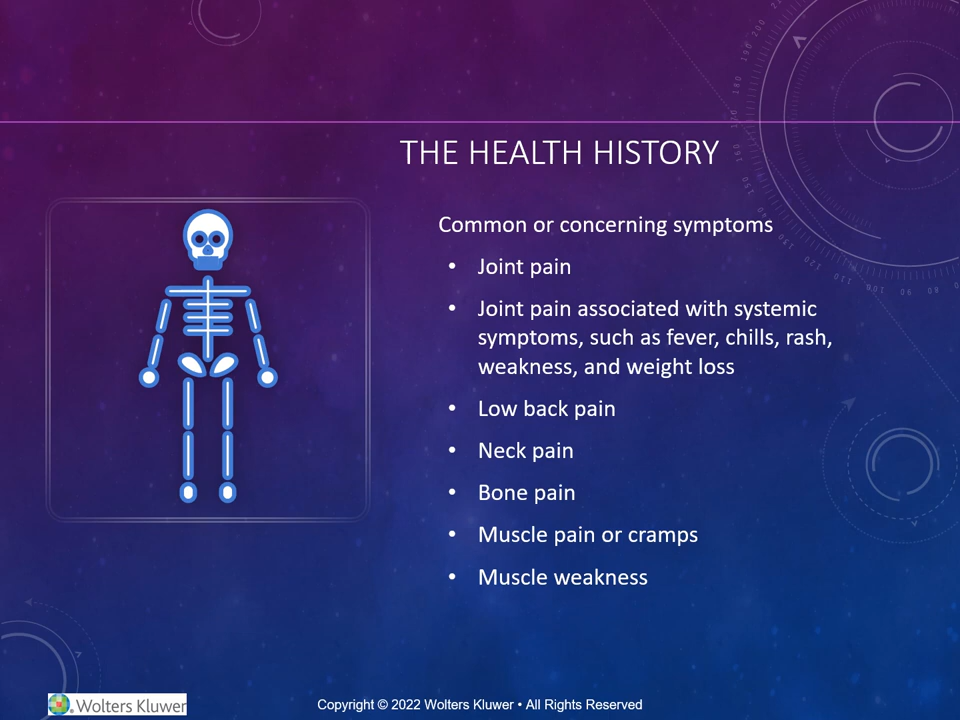 THE HEALTH HISTORY
Common or concerning symptoms
• Joint pain
• Joint pain associated with systemic
symptoms, such as fever, chills, rash,
weakness, and weight loss
• Low back pain
• Neck pain
• Bone pain
• Muscle pain or cramps
• Muscle weakness
Wolters Kluwer
Copyright © 2022 Wolters Kluwer • All Rights Reserved